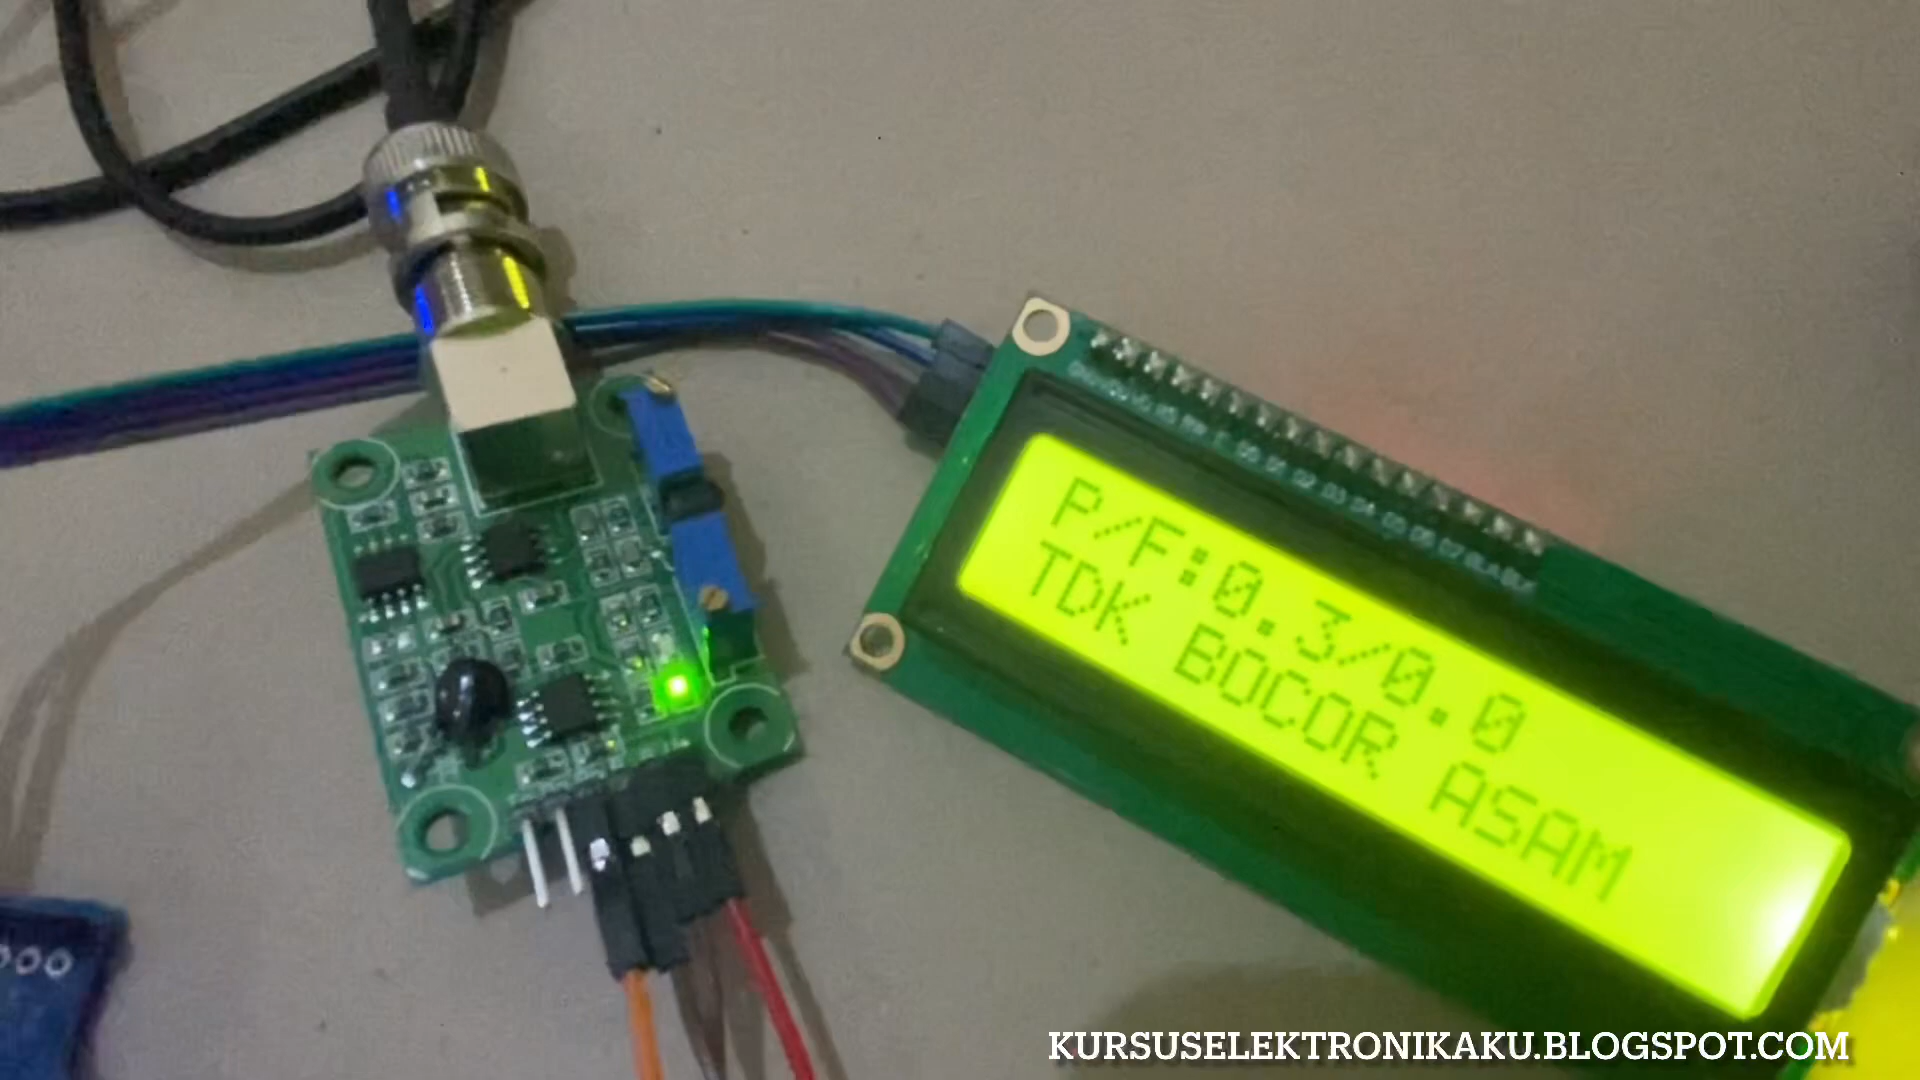 P/F:0.3/0.0
TDK BOCOR ASAM
KURSUSELEKTRONIKAKU.BLOGSPOT.COM